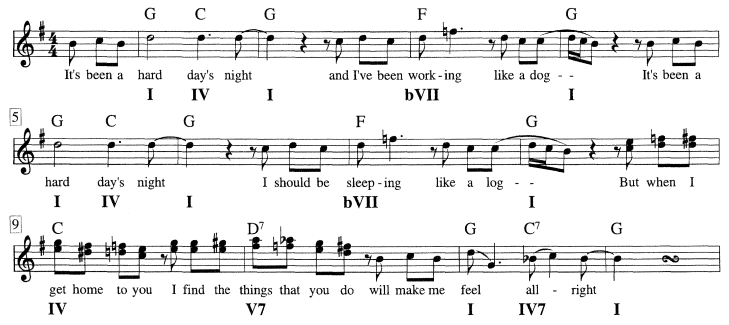 G C G F G
It's been a hard day's night and I've been work-ing like a dog - - It's been a
I IV I bVII I
5
G C G F G
hard day's night I should be sleep-ing like a log - - But when I
I IV I bVII I
9
C D7 G C7 G
get home to you I find the things that you do will make me feel all - right
IV V7 I IV7 I